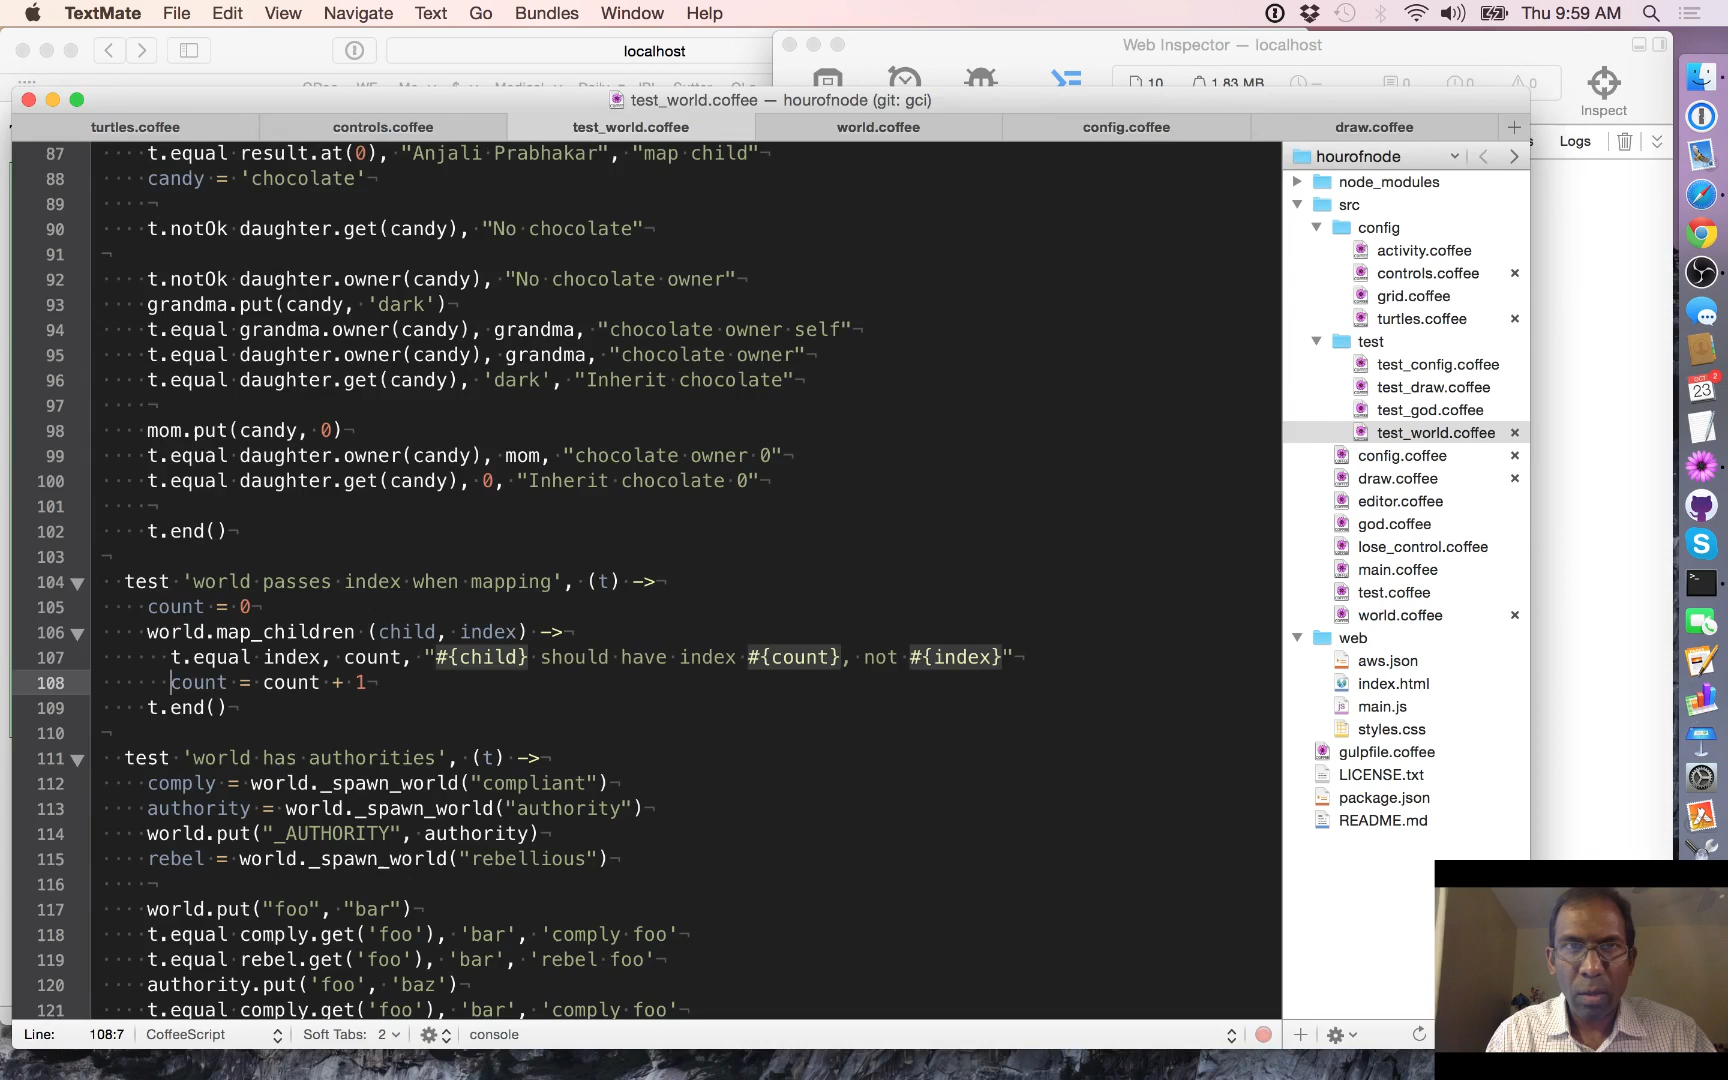 TextMate File Edit View Navigate Text Go Bundles Window Help Thu 9:59 AM
localhost
Web Inspector — localhost
10 1.83 MB 0 0 0
Inspect
Logs
test_world.coffee — hourofnode (git: gci)
turtles.coffee controls.coffee test_world.coffee world.coffee config.coffee draw.coffee
87 t.equal result.at(0), "Anjali Prabhakar", "map child"
88 candy = 'chocolate'
89
90 t.notOk daughter.get(candy), "No chocolate"
91
92 t.notOk daughter.owner(candy), "No chocolate owner"
93 grandma.put(candy, 'dark')
94 t.equal grandma.owner(candy), grandma, "chocolate owner self"
95 t.equal daughter.owner(candy), grandma, "chocolate owner"
96 t.equal daughter.get(candy), 'dark', "Inherit chocolate"
97
98 mom.put(candy, 0)
99 t.equal daughter.owner(candy), mom, "chocolate owner 0"
100 t.equal daughter.get(candy), 0, "Inherit chocolate 0"
101
102 t.end()
103
104 test 'world passes index when mapping', (t) ->
105 count = 0
106 world.map_children (child, index) ->
107 t.equal index, count, "#{child} should have index #{count}, not #{index}"
108 count = count + 1
109 t.end()
110
111 test 'world has authorities', (t) ->
112 comply = world._spawn_world("compliant")
113 authority = world._spawn_world("authority")
114 world.put("_AUTHORITY", authority)
115 rebel = world._spawn_world("rebellious")
116
117 world.put("foo", "bar")
118 t.equal comply.get('foo'), 'bar', 'comply foo'
119 t.equal rebel.get('foo'), 'bar', 'rebel foo'
120 authority.put('foo', 'baz')
121 t.equal comply.get('foo'), 'bar', 'comply foo'
hourofnode
node_modules
src
config
activity.coffee
controls.coffee
grid.coffee
turtles.coffee
test
test_config.coffee
test_draw.coffee
test_god.coffee
test_world.coffee
config.coffee
draw.coffee
editor.coffee
god.coffee
lose_control.coffee
main.coffee
test.coffee
world.coffee
web
aws.json
index.html
main.js
styles.css
gulpfile.coffee
LICENSE.txt
package.json
README.md
OCT 2
23
Line: 108:7 CoffeeScript Soft Tabs: 2 console